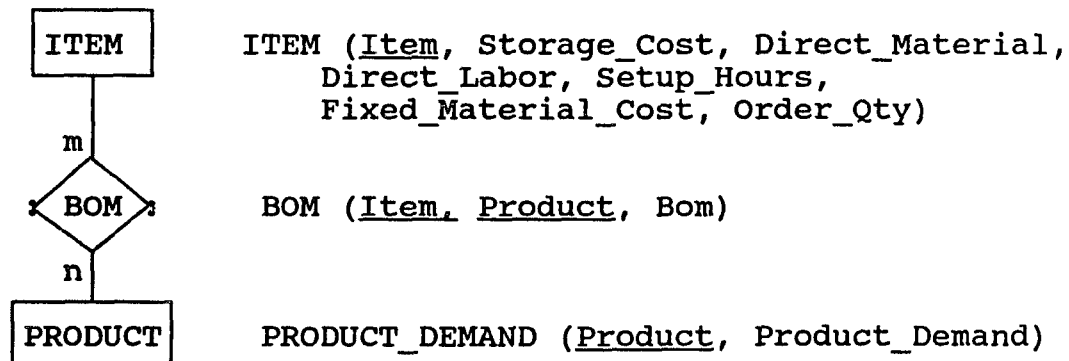 ITEM ITEM (Item, Storage_Cost, Direct_Material,
Direct_Labor, Setup_Hours,
Fixed_Material_Cost, Order_Qty)
m
BOM BOM (Item, Product, Bom)
n
PRODUCT PRODUCT_DEMAND (Product, Product_Demand)